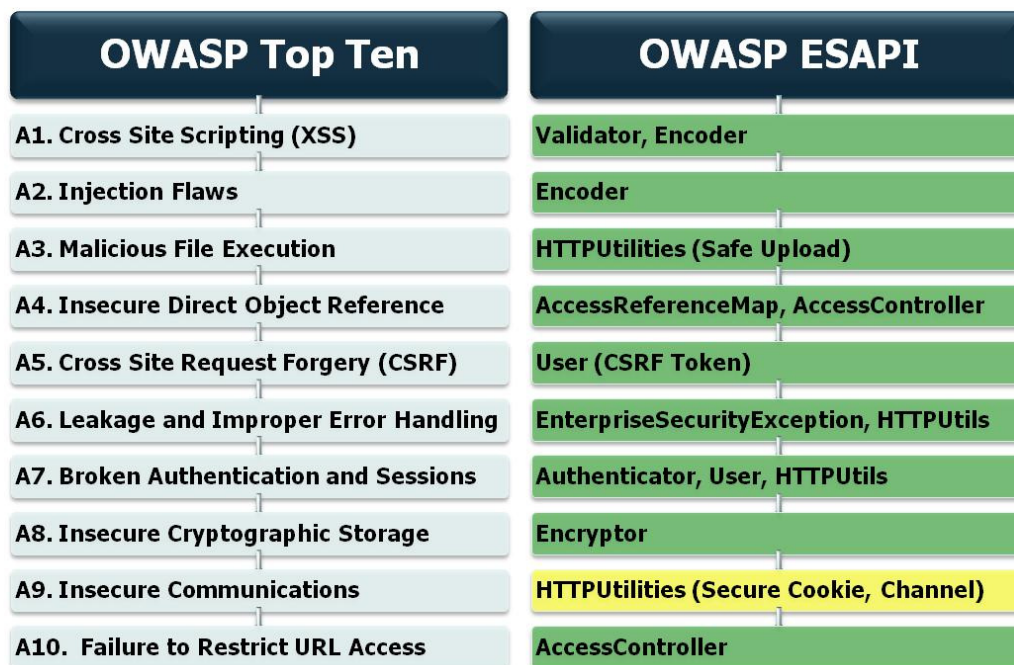 OWASP Top Ten
A1. Cross Site Scripting (XSS)
A2. Injection Flaws
A3. Malicious File Execution
A4. Insecure Direct Object Reference
A5. Cross Site Request Forgery (CSRF)
A6. Leakage and Improper Error Handling
A7. Broken Authentication and Sessions
A8. Insecure Cryptographic Storage
A9. Insecure Communications
A10. Failure to Restrict URL Access
OWASP ESAPI
Validator, Encoder
Encoder
HTTPUtilities (Safe Upload)
AccessReferenceMap, AccessController
User (CSRF Token)
EnterpriseSecurityException, HTTPUtils
Authenticator, User, HTTPUtils
Encryptor
HTTPUtilities (Secure Cookie, Channel)
AccessController